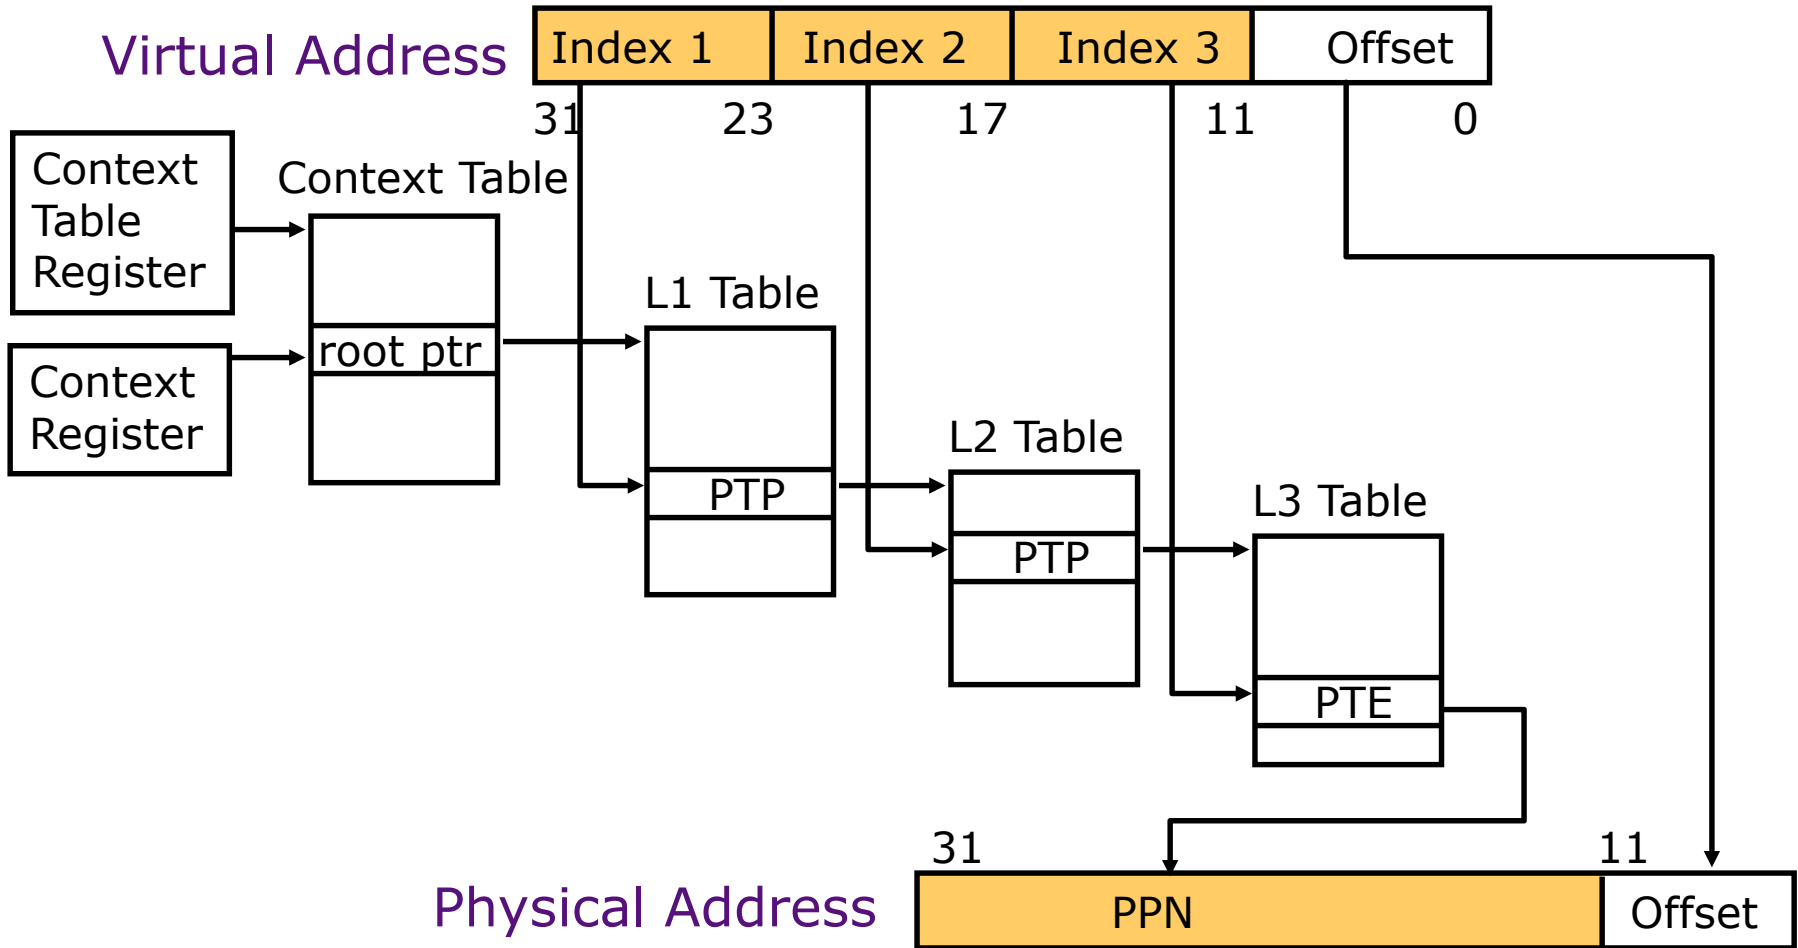 Virtual Address
Index 1
Index 2
Index 3
Offset
31
23
17
11
0
Context
Table
Register
Context Table
root ptr
Context
Register
L1 Table
PTP
L2 Table
PTP
L3 Table
PTE
31
11
Physical Address
PPN
Offset